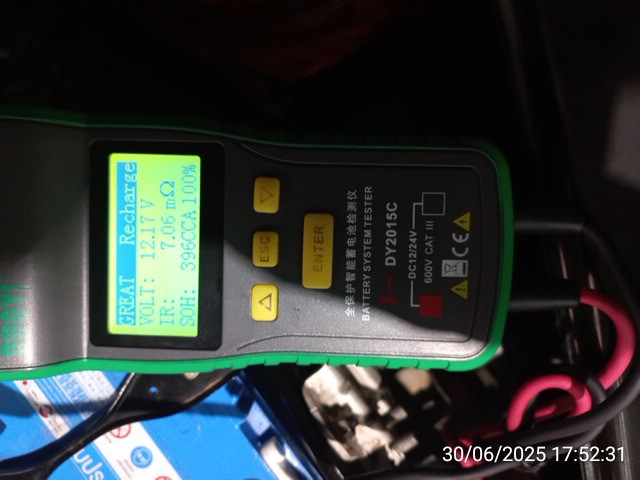 GREAT Recharge
VOLT: 12.17 V
IR: 7.06 mΩ
SOH: 396CCA 100%
ESC
ENTER
全保护智能蓄电池检测仪
BATTERY SYSTEM TESTER
DY2015C
DC12/24V
600V CAT III
CE
30/06/2025 17:52:31